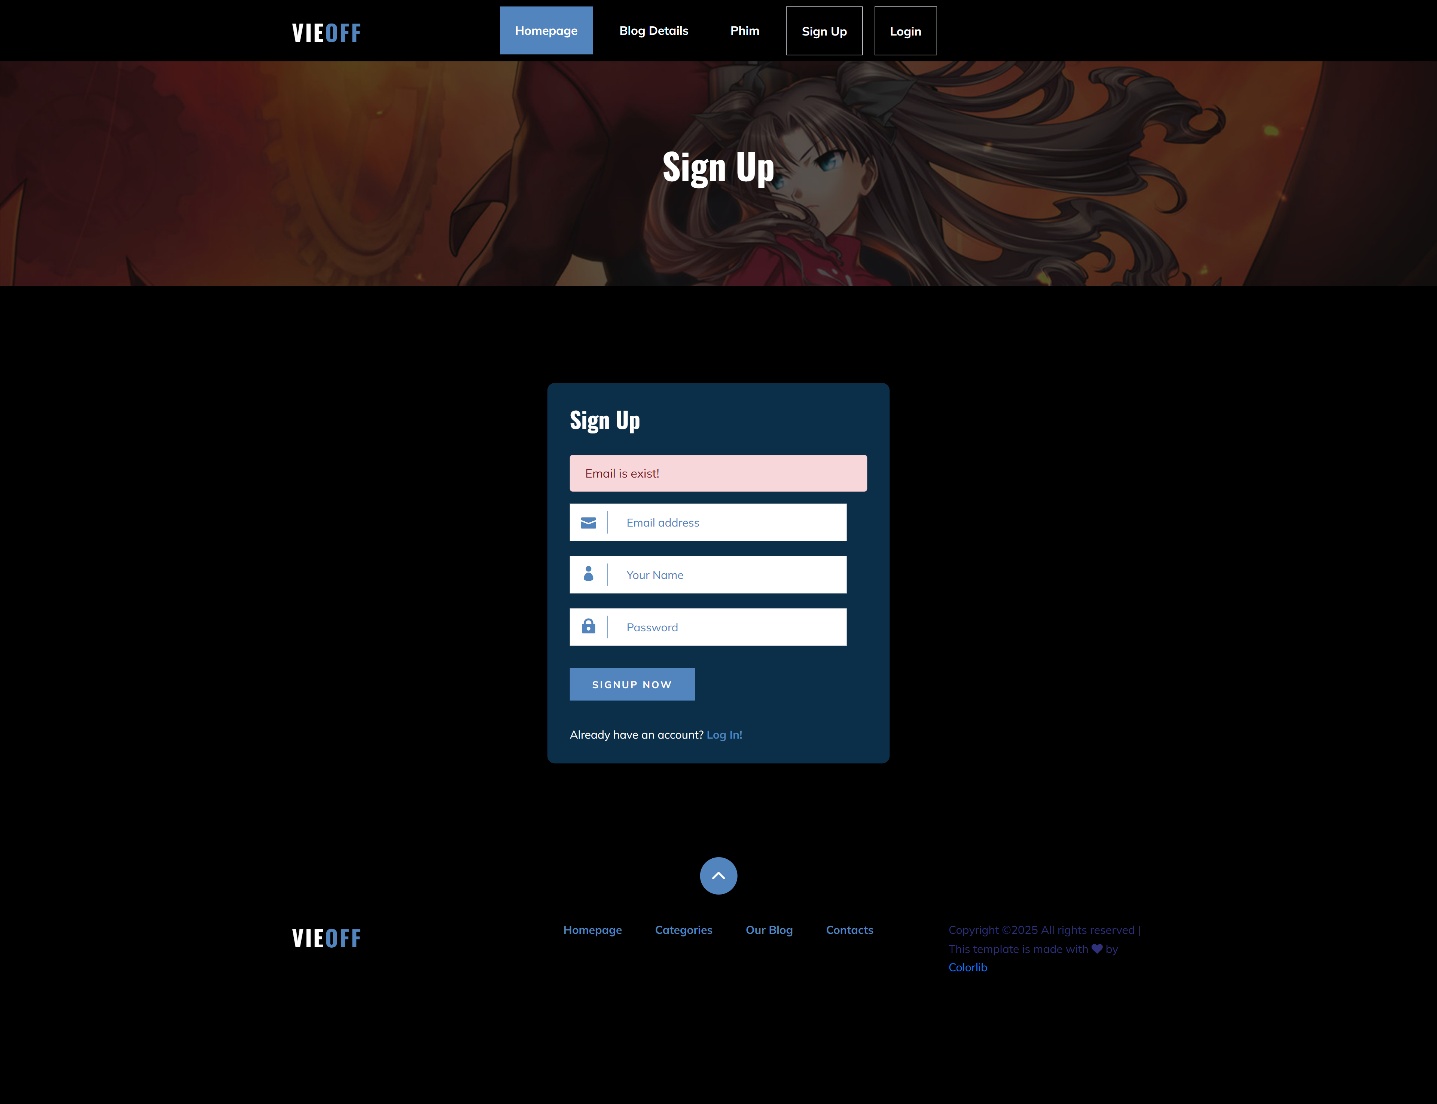 VIEOFF
Homepage
Blog Details
Phim
Sign Up
Login
Sign Up
Sign Up
Email is exist!
Email address
Your Name
Password
SIGNUP NOW
Already have an account? Log In!
VIEOFF
Homepage
Categories
Our Blog
Contacts
Copyright ©2025 All rights reserved |
This template is made with ♥ by
Colorlib